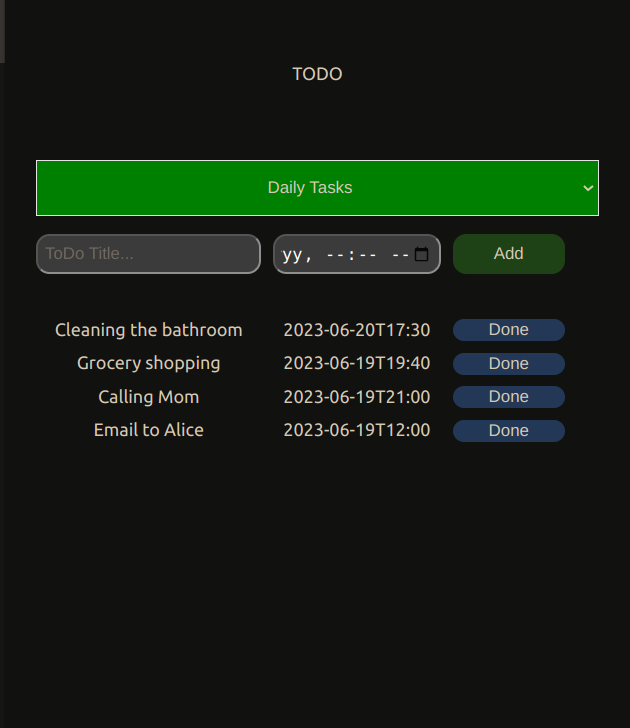 TODO
Daily Tasks
ToDo Title... yy, --:-- -- Add
Cleaning the bathroom 2023-06-20T17:30 Done
Grocery shopping 2023-06-19T19:40 Done
Calling Mom 2023-06-19T21:00 Done
Email to Alice 2023-06-19T12:00 Done